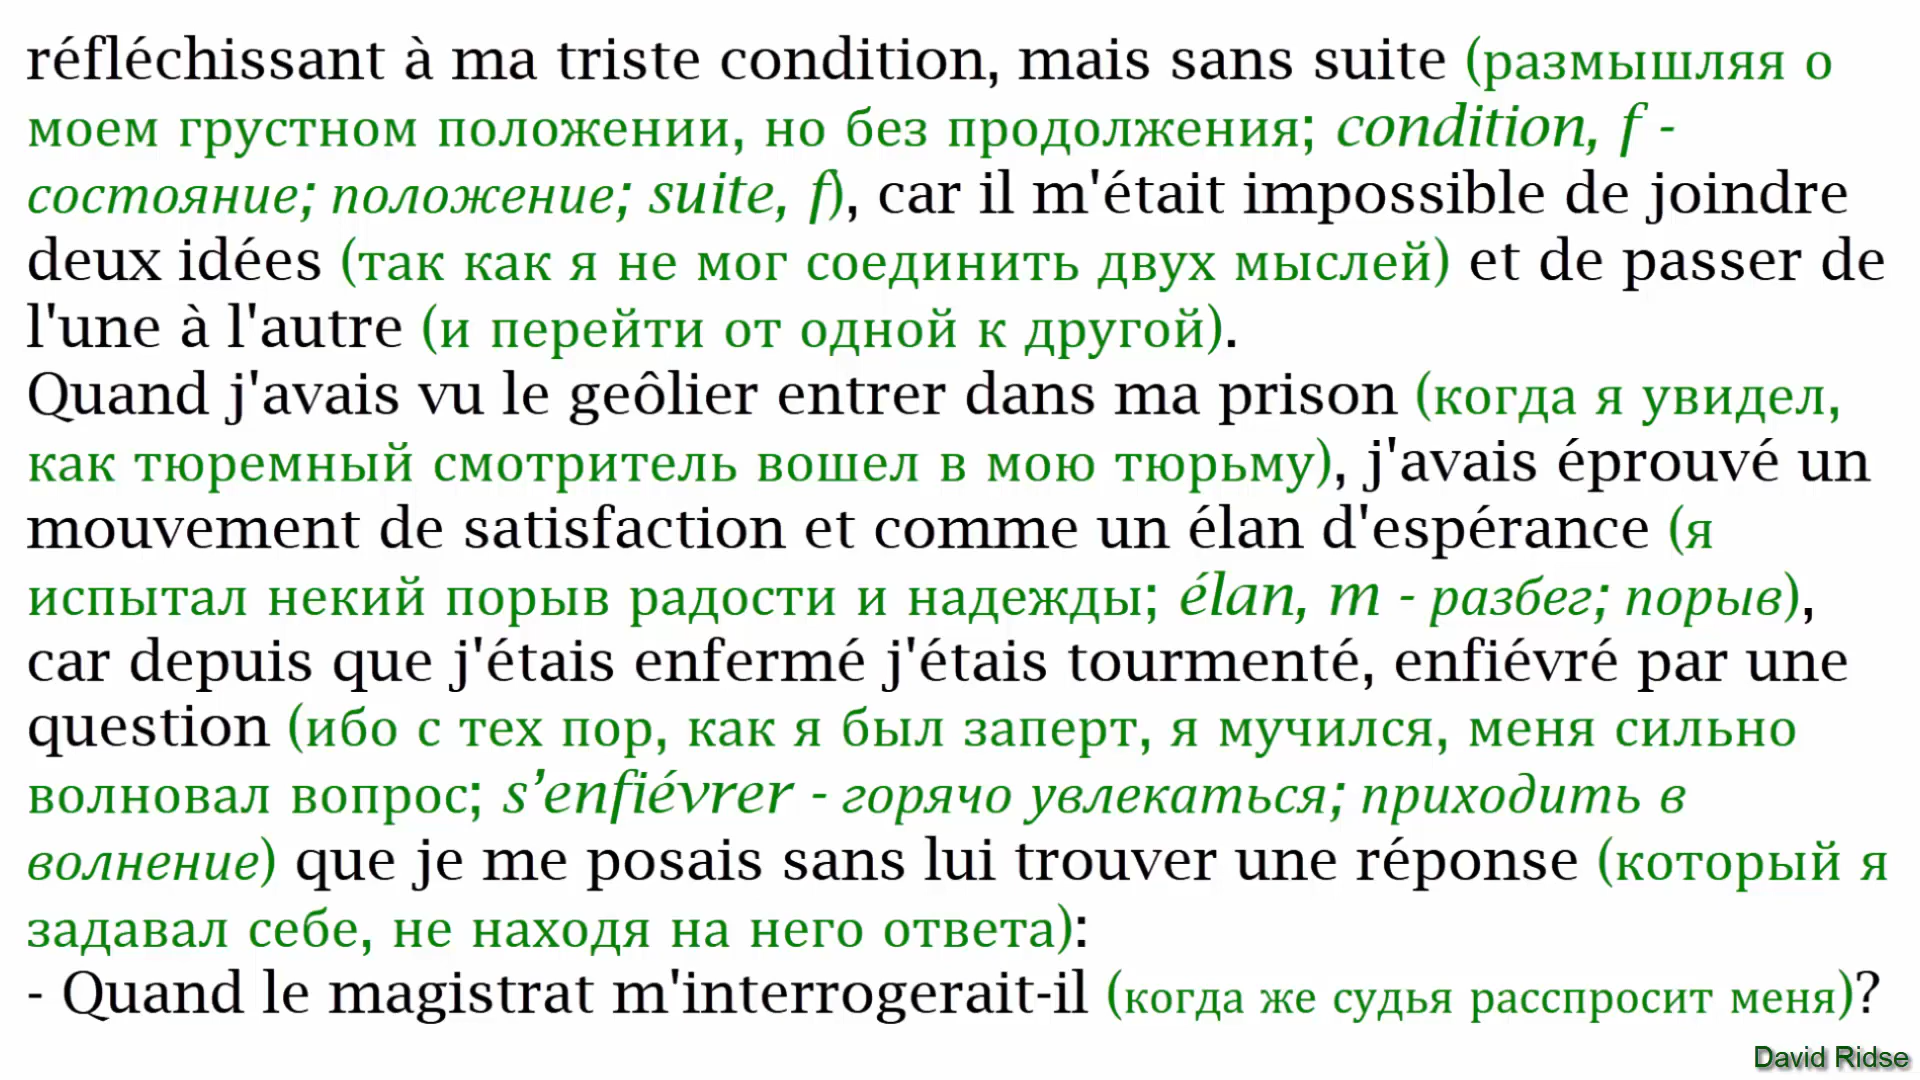 réfléchissant à ma triste condition, mais sans suite (размышляя о
моем грустном положении, но без продолжения; condition, f -
состояние; положение; suite, f), car il m'était impossible de joindre
deux idées (так как я не мог соединить двух мыслей) et de passer de
l'une à l'autre (и перейти от одной к другой).
Quand j'avais vu le geôlier entrer dans ma prison (когда я увидел,
как тюремный смотритель вошел в мою тюрьму), j'avais éprouvé un
mouvement de satisfaction et comme un élan d'espérance (я
испытал некий порыв радости и надежды; élan, m - разбег; порыв),
car depuis que j'étais enfermé j'étais tourmenté, enfiévré par une
question (ибо с тех пор, как я был заперт, я мучился, меня сильно
волновал вопрос; s’enfiévrer - горячо увлекаться; приходить в
волнение) que je me posais sans lui trouver une réponse (который я
задавал себе, не находя на него ответа):
- Quand le magistrat m'interrogerait-il (когда же судья расспросит меня)?
David Ridse